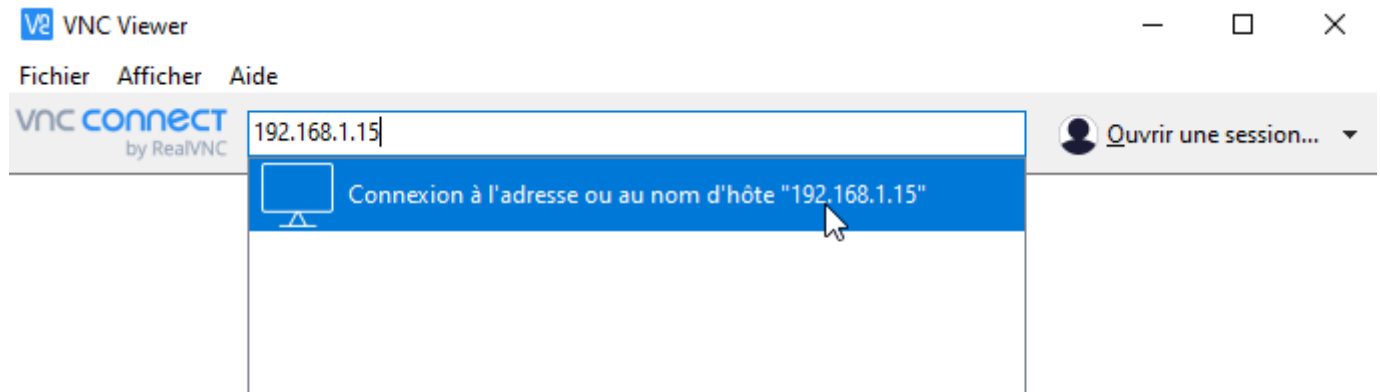 VNC Viewer
Fichier Afficher Aide
vnc connect
by RealVNC
192.168.1.15
Ouvrir une session...
Connexion à l'adresse ou au nom d'hôte "192.168.1.15"